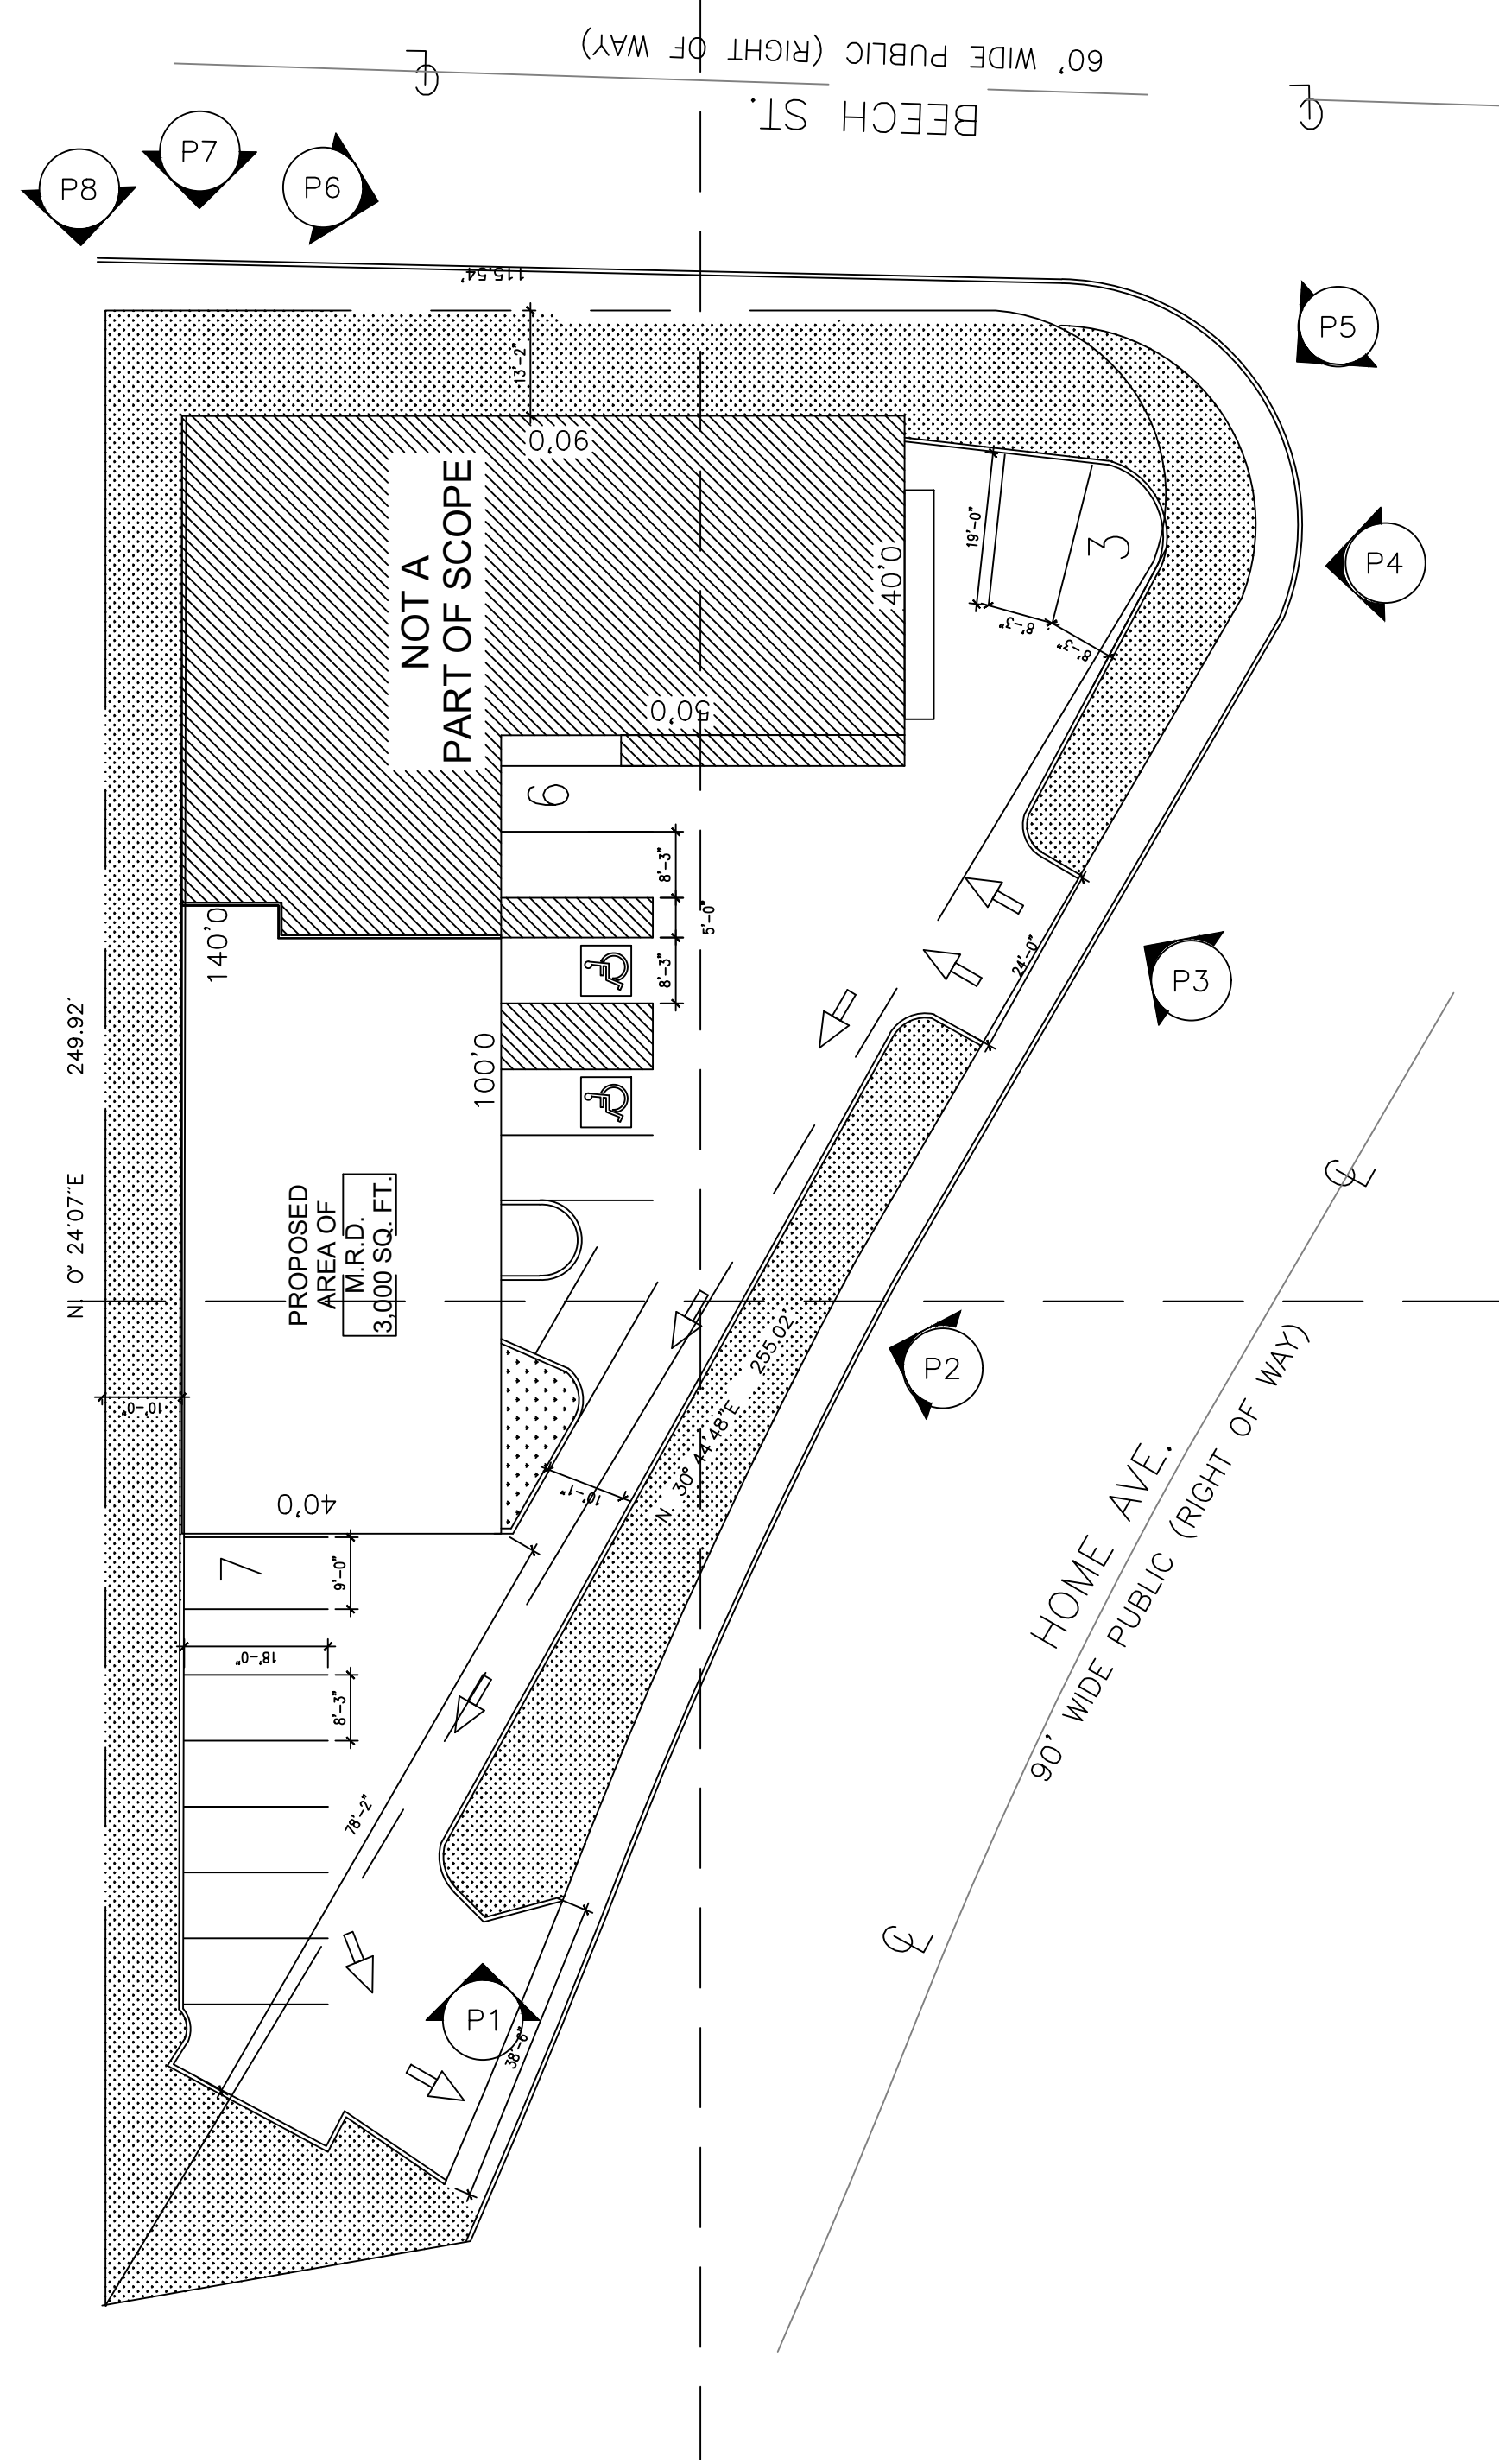 60' WIDE PUBLIC (RIGHT OF WAY)
BEECH ST.
℄
℄
P8
P7
P6
P5
P4
P3
P2
P1
115.54'
13'-2"
90'0
NOT A
PART OF SCOPE
40'0
50'0
19'-0"
8'-3"
8'-3"
3
6
8'-3"
5'-0"
8'-3"
24'-0"
140'0
100'0
N. 0° 24'07"E 249.92'
PROPOSED
AREA OF
M.R.D.
3,000 SQ. FT.
10'-0"
40'0
10'-1"
N. 30° 44'48"E 255.02'
7
9'-0"
18'-0"
8'-3"
78'-2"
38'-6"
HOME AVE.
90' WIDE PUBLIC (RIGHT OF WAY)
℄
℄